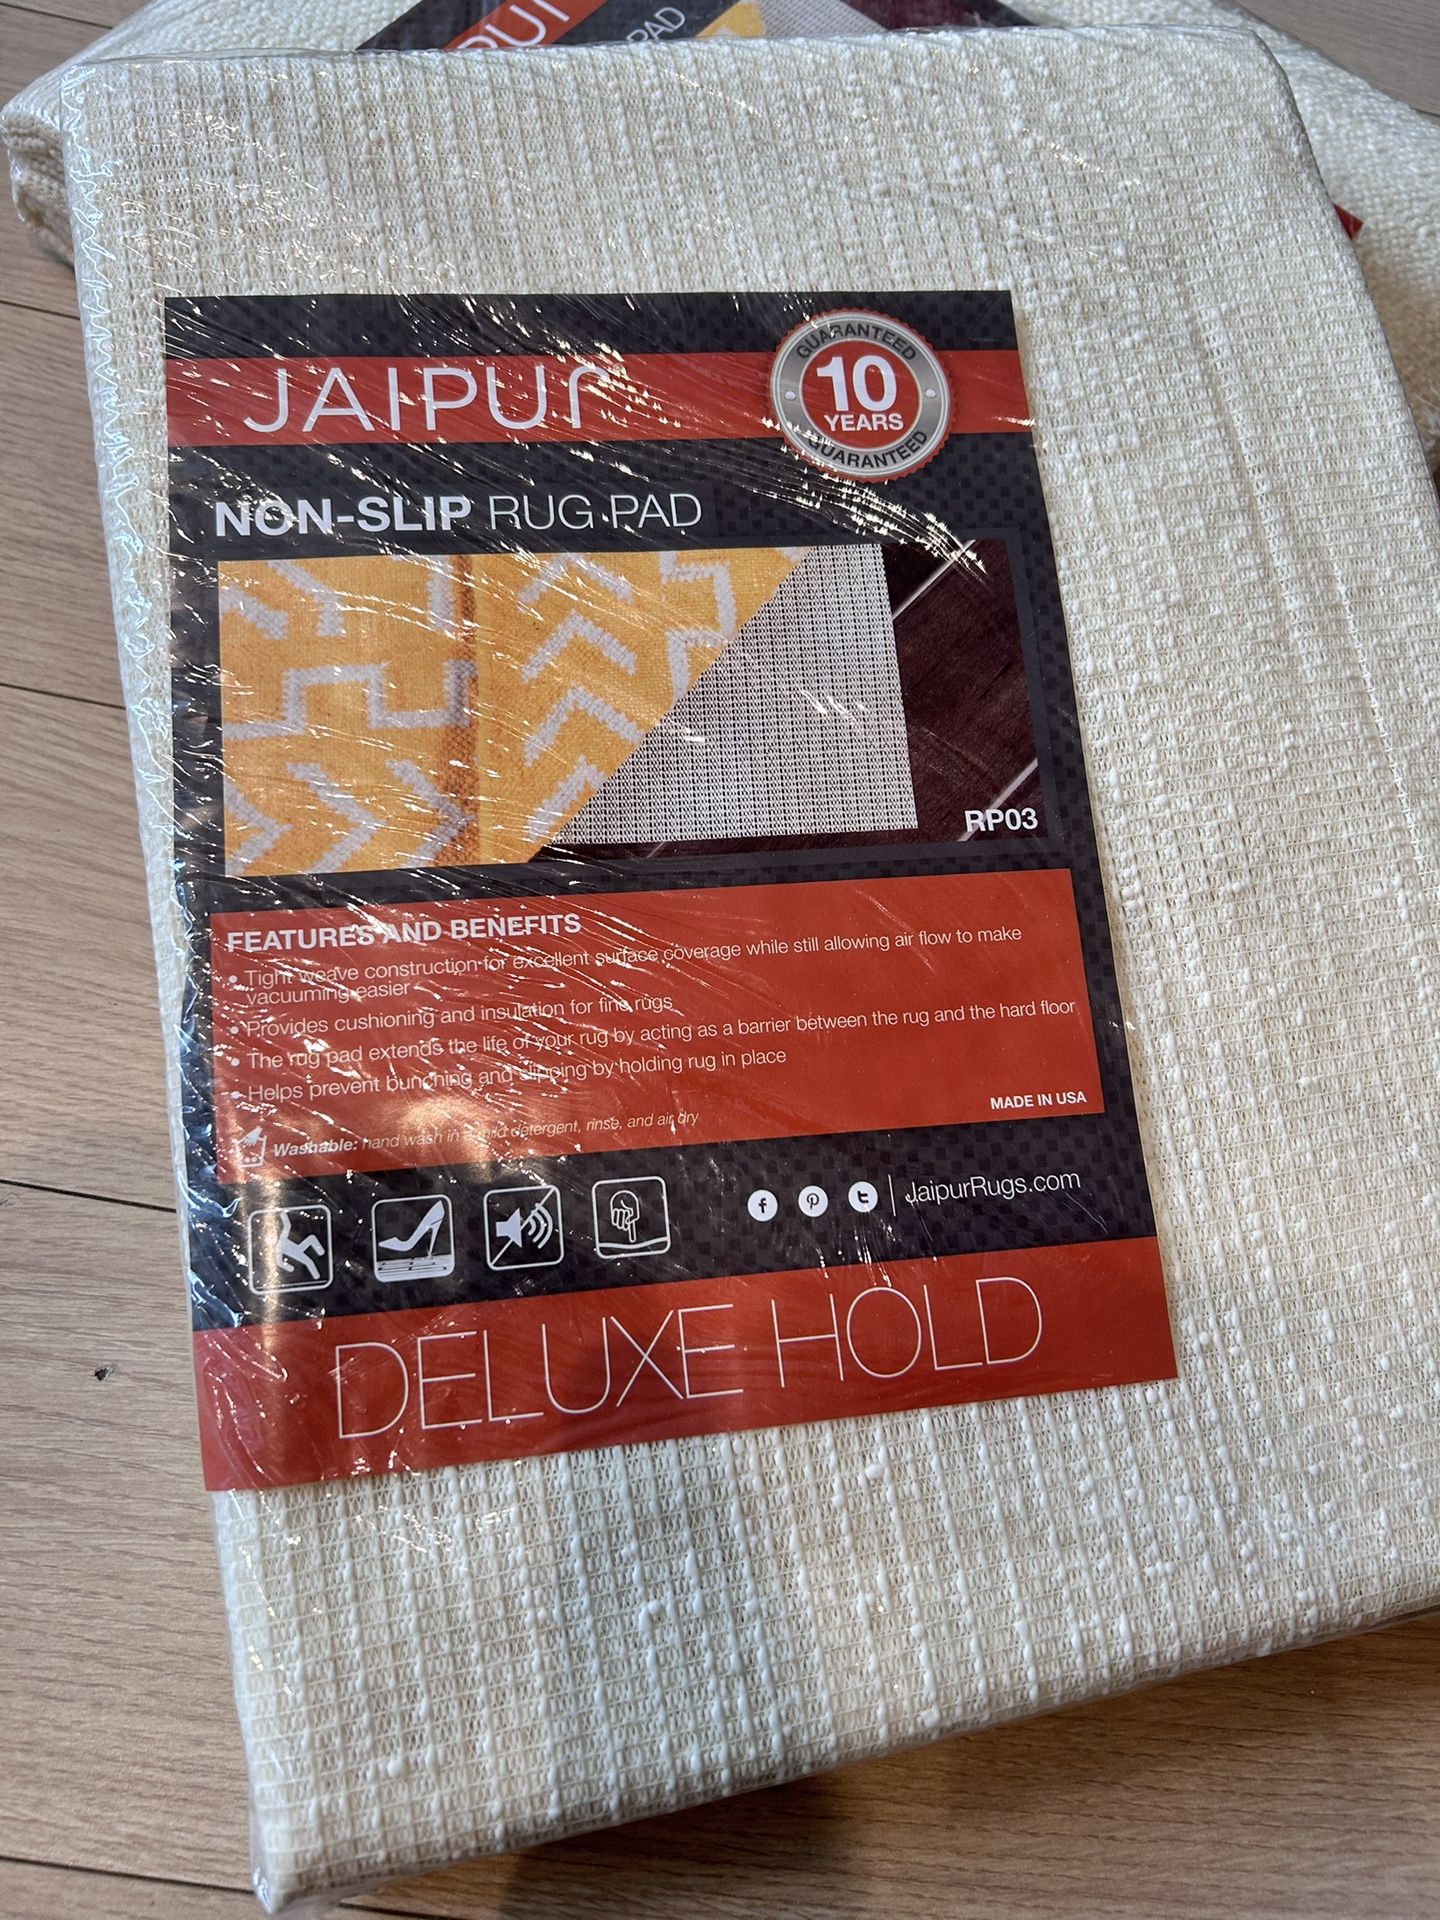 PUI
PAD
JAIPUR
GUARANTEED
10
YEARS
GUARANTEED
NON-SLIP RUG PAD
RP03
FEATURES AND BENEFITS
• Tight weave construction for excellent surface coverage while still allowing air flow to make
vacuuming easier
• Provides cushioning and insulation for fine rugs
• The rug pad extends the life of your rug by acting as a barrier between the rug and the hard floor
• Helps prevent bunching and slipping by holding rug in place
MADE IN USA
Washable: hand wash in mild detergent, rinse, and air dry
f p t | JaipurRugs.com
DELUXE HOLD